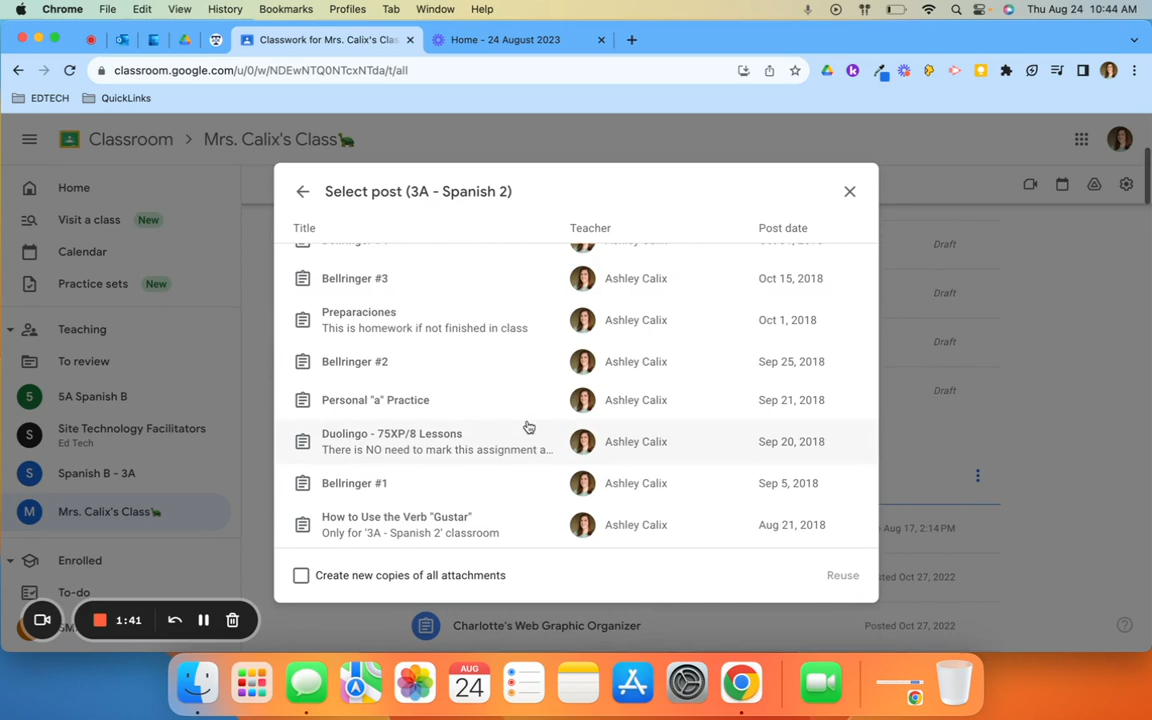 Chrome File Edit View History Bookmarks Profiles Tab Window Help Thu Aug 24 10:44 AM
Classwork for Mrs. Calix's Clas Home - 24 August 2023
classroom.google.com/u/0/w/NDEwNTQ0NTcxNTda/t/all
EDTECH QuickLinks
Classroom > Mrs. Calix's Class🐢
Home
Visit a class New
Calendar
Practice sets New
Teaching
To review
5 5A Spanish B
S Site Technology Facilitators
Ed Tech
S Spanish B - 3A
M Mrs. Calix's Class🐢
Enrolled
To-do
1:41
Select post (3A - Spanish 2)
Title Teacher Post date
Bellringer #3 Ashley Calix Oct 15, 2018
Preparaciones
This is homework if not finished in class Ashley Calix Oct 1, 2018
Bellringer #2 Ashley Calix Sep 25, 2018
Personal "a" Practice Ashley Calix Sep 21, 2018
Duolingo - 75XP/8 Lessons
There is NO need to mark this assignment a... Ashley Calix Sep 20, 2018
Bellringer #1 Ashley Calix Sep 5, 2018
How to Use the Verb "Gustar"
Only for '3A - Spanish 2' classroom Ashley Calix Aug 21, 2018
Create new copies of all attachments Reuse
Draft
Draft
Draft
Draft
Aug 17, 2:14 PM
ted Oct 27, 2022
Charlotte's Web Graphic Organizer Posted Oct 27, 2022
AUG
24